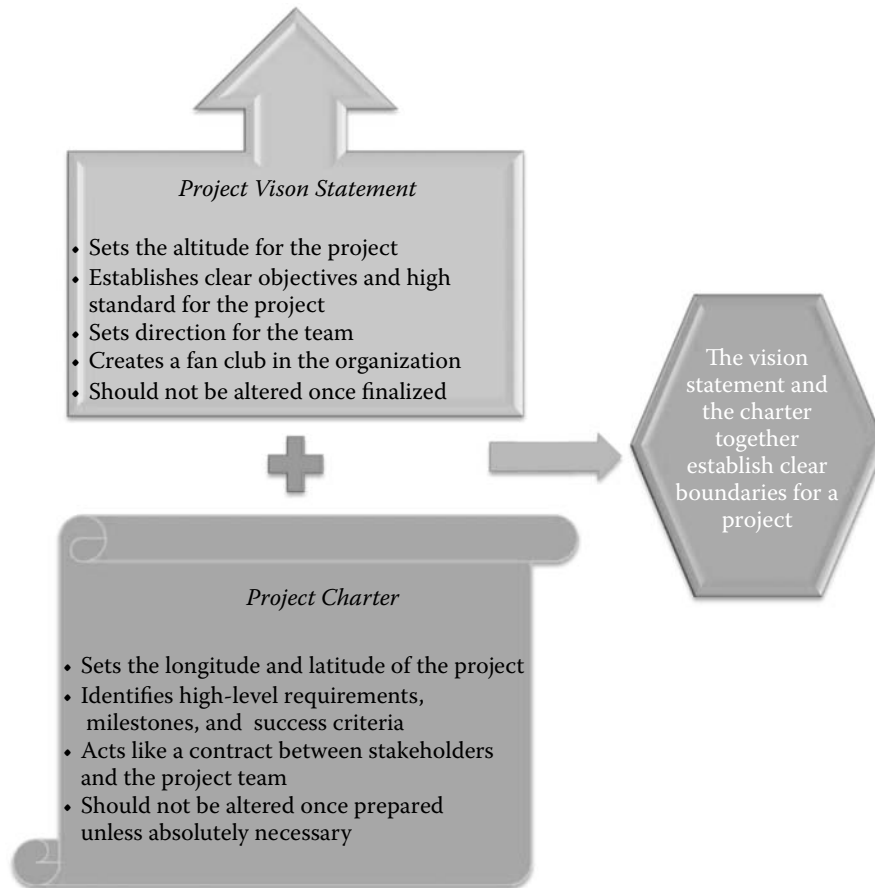 Project Vison Statement
• Sets the altitude for the project
• Establishes clear objectives and high
standard for the project
• Sets direction for the team
• Creates a fan club in the organization
• Should not be altered once finalized
The vision
statement and
the charter
together
establish clear
boundaries for a
project
Project Charter
• Sets the longitude and latitude of the project
• Identifies high-level requirements,
milestones, and success criteria
• Acts like a contract between stakeholders
and the project team
• Should not be altered once prepared
unless absolutely necessary